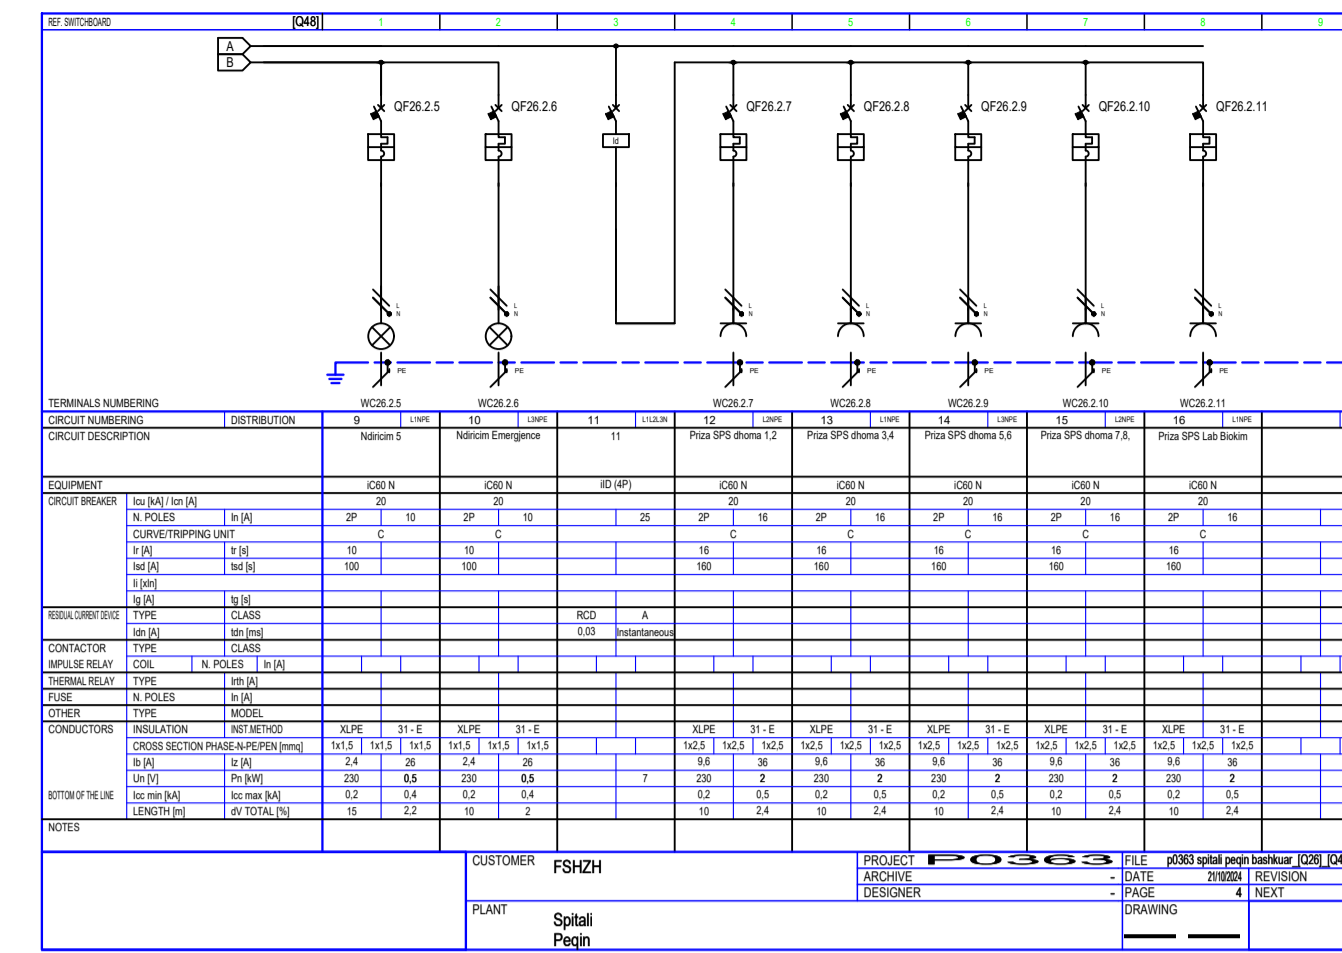 REF. SWITCHBOARD [Q48] 1 2 3 4 5 6 7 8 9
A
B
QF26.2.5 QF26.2.6 QF26.2.7 QF26.2.8 QF26.2.9 QF26.2.10 QF26.2.11
Id
L L L L L L L
N N N N N N N
PE PE PE PE PE PE PE
TERMINALS NUMBERING WC26.2.5 WC26.2.6 WC26.2.7 WC26.2.8 WC26.2.9 WC26.2.10 WC26.2.11
CIRCUIT NUMBERING DISTRIBUTION 9 L1NPE 10 L3NPE 11 L1L2L3N 12 L2NPE 13 L1NPE 14 L3NPE 15 L2NPE 16 L1NPE
CIRCUIT DESCRIPTION Ndiricim 5 Ndiricim Emergjence 11 Priza SPS dhoma 1,2 Priza SPS dhoma 3,4 Priza SPS dhoma 5,6 Priza SPS dhoma 7,8, Priza SPS Lab Biokim
EQUIPMENT iC60 N iC60 N iID (4P) iC60 N iC60 N iC60 N iC60 N iC60 N
CIRCUIT BREAKER Icu [kA] / Icn [A] 20 20 20 20 20 20 20
N. POLES In [A] 2P 10 2P 10 25 2P 16 2P 16 2P 16 2P 16 2P 16
CURVE/TRIPPING UNIT C C C C C C C
Ir [A] tr [s] 10 10 16 16 16 16 16
Isd [A] tsd [s] 100 100 160 160 160 160 160
Ii [xIn]
Ig [A] tg [s]
RESIDUAL CURRENT DEVICE TYPE CLASS RCD A
Idn [A] tdn [ms] 0,03 Instantaneous
CONTACTOR TYPE CLASS
IMPULSE RELAY COIL N. POLES In [A]
THERMAL RELAY TYPE Irth [A]
FUSE N. POLES In [A]
OTHER TYPE MODEL
CONDUCTORS INSULATION INST.METHOD XLPE 31 - E XLPE 31 - E XLPE 31 - E XLPE 31 - E XLPE 31 - E XLPE 31 - E XLPE 31 - E
CROSS SECTION PHASE-N-PE/PEN [mmq] 1x1,5 1x1,5 1x1,5 1x1,5 1x1,5 1x1,5 1x2,5 1x2,5 1x2,5 1x2,5 1x2,5 1x2,5 1x2,5 1x2,5 1x2,5 1x2,5 1x2,5 1x2,5 1x2,5 1x2,5 1x2,5
Ib [A] Iz [A] 2,4 26 2,4 26 9,6 36 9,6 36 9,6 36 9,6 36 9,6 36
Un [V] Pn [kW] 230 0,5 230 0,5 7 230 2 230 2 230 2 230 2 230 2
BOTTOM OF THE LINE Icc min [kA] Icc max [kA] 0,2 0,4 0,2 0,4 0,2 0,5 0,2 0,5 0,2 0,5 0,2 0,5 0,2 0,5
LENGTH [m] dV TOTAL [%] 15 2,2 10 2 10 2,4 10 2,4 10 2,4 10 2,4 10 2,4
NOTES
CUSTOMER FSHZH PROJECT P0363 FILE p0363 spitali peqin bashkuar_[Q26]_[Q4
ARCHIVE - DATE 21/10/2024 REVISION
DESIGNER - PAGE 4 NEXT
PLANT Spitali DRAWING
Peqin